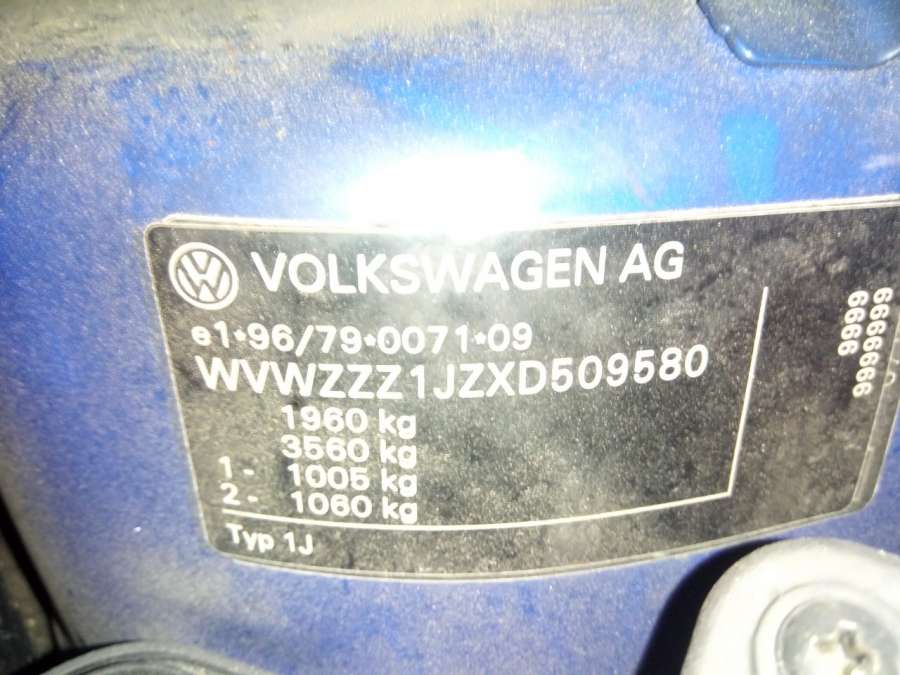 VOLKSWAGEN AG
e1*96/79*0071*09
WVWZZZ1JZXD509580
1960 kg
3560 kg
1- 1005 kg
2- 1060 kg
Typ 1J